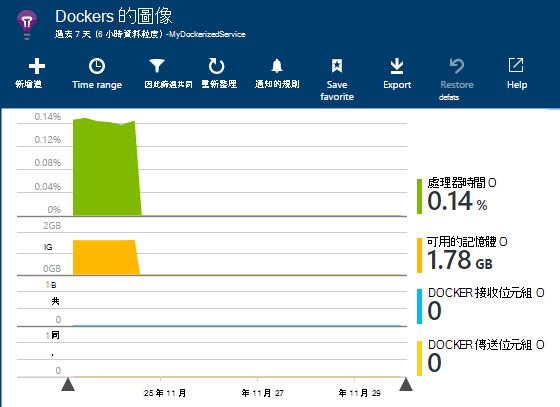 Dockers 的圖像
過去 7 天 (6 小時資料粒度) -MyDockerizedService
新增邀
Time range
因此篩選共同
重新整理
通知的規則
Save
favorite
Export
Restore
defats
Help
0.14%
0.12%
0.08%
0.04%
0%
處理器時間 O
0.14 %
2GB
IG
0GB
可用的記憶體 O
1.78 GB
1B
共
0
DOCKER 接收位元組 O
0
1同
.
0
DOCKER 傳送位元組 O
0
25 年 11 月
年 11 月 27
年 11 月 29